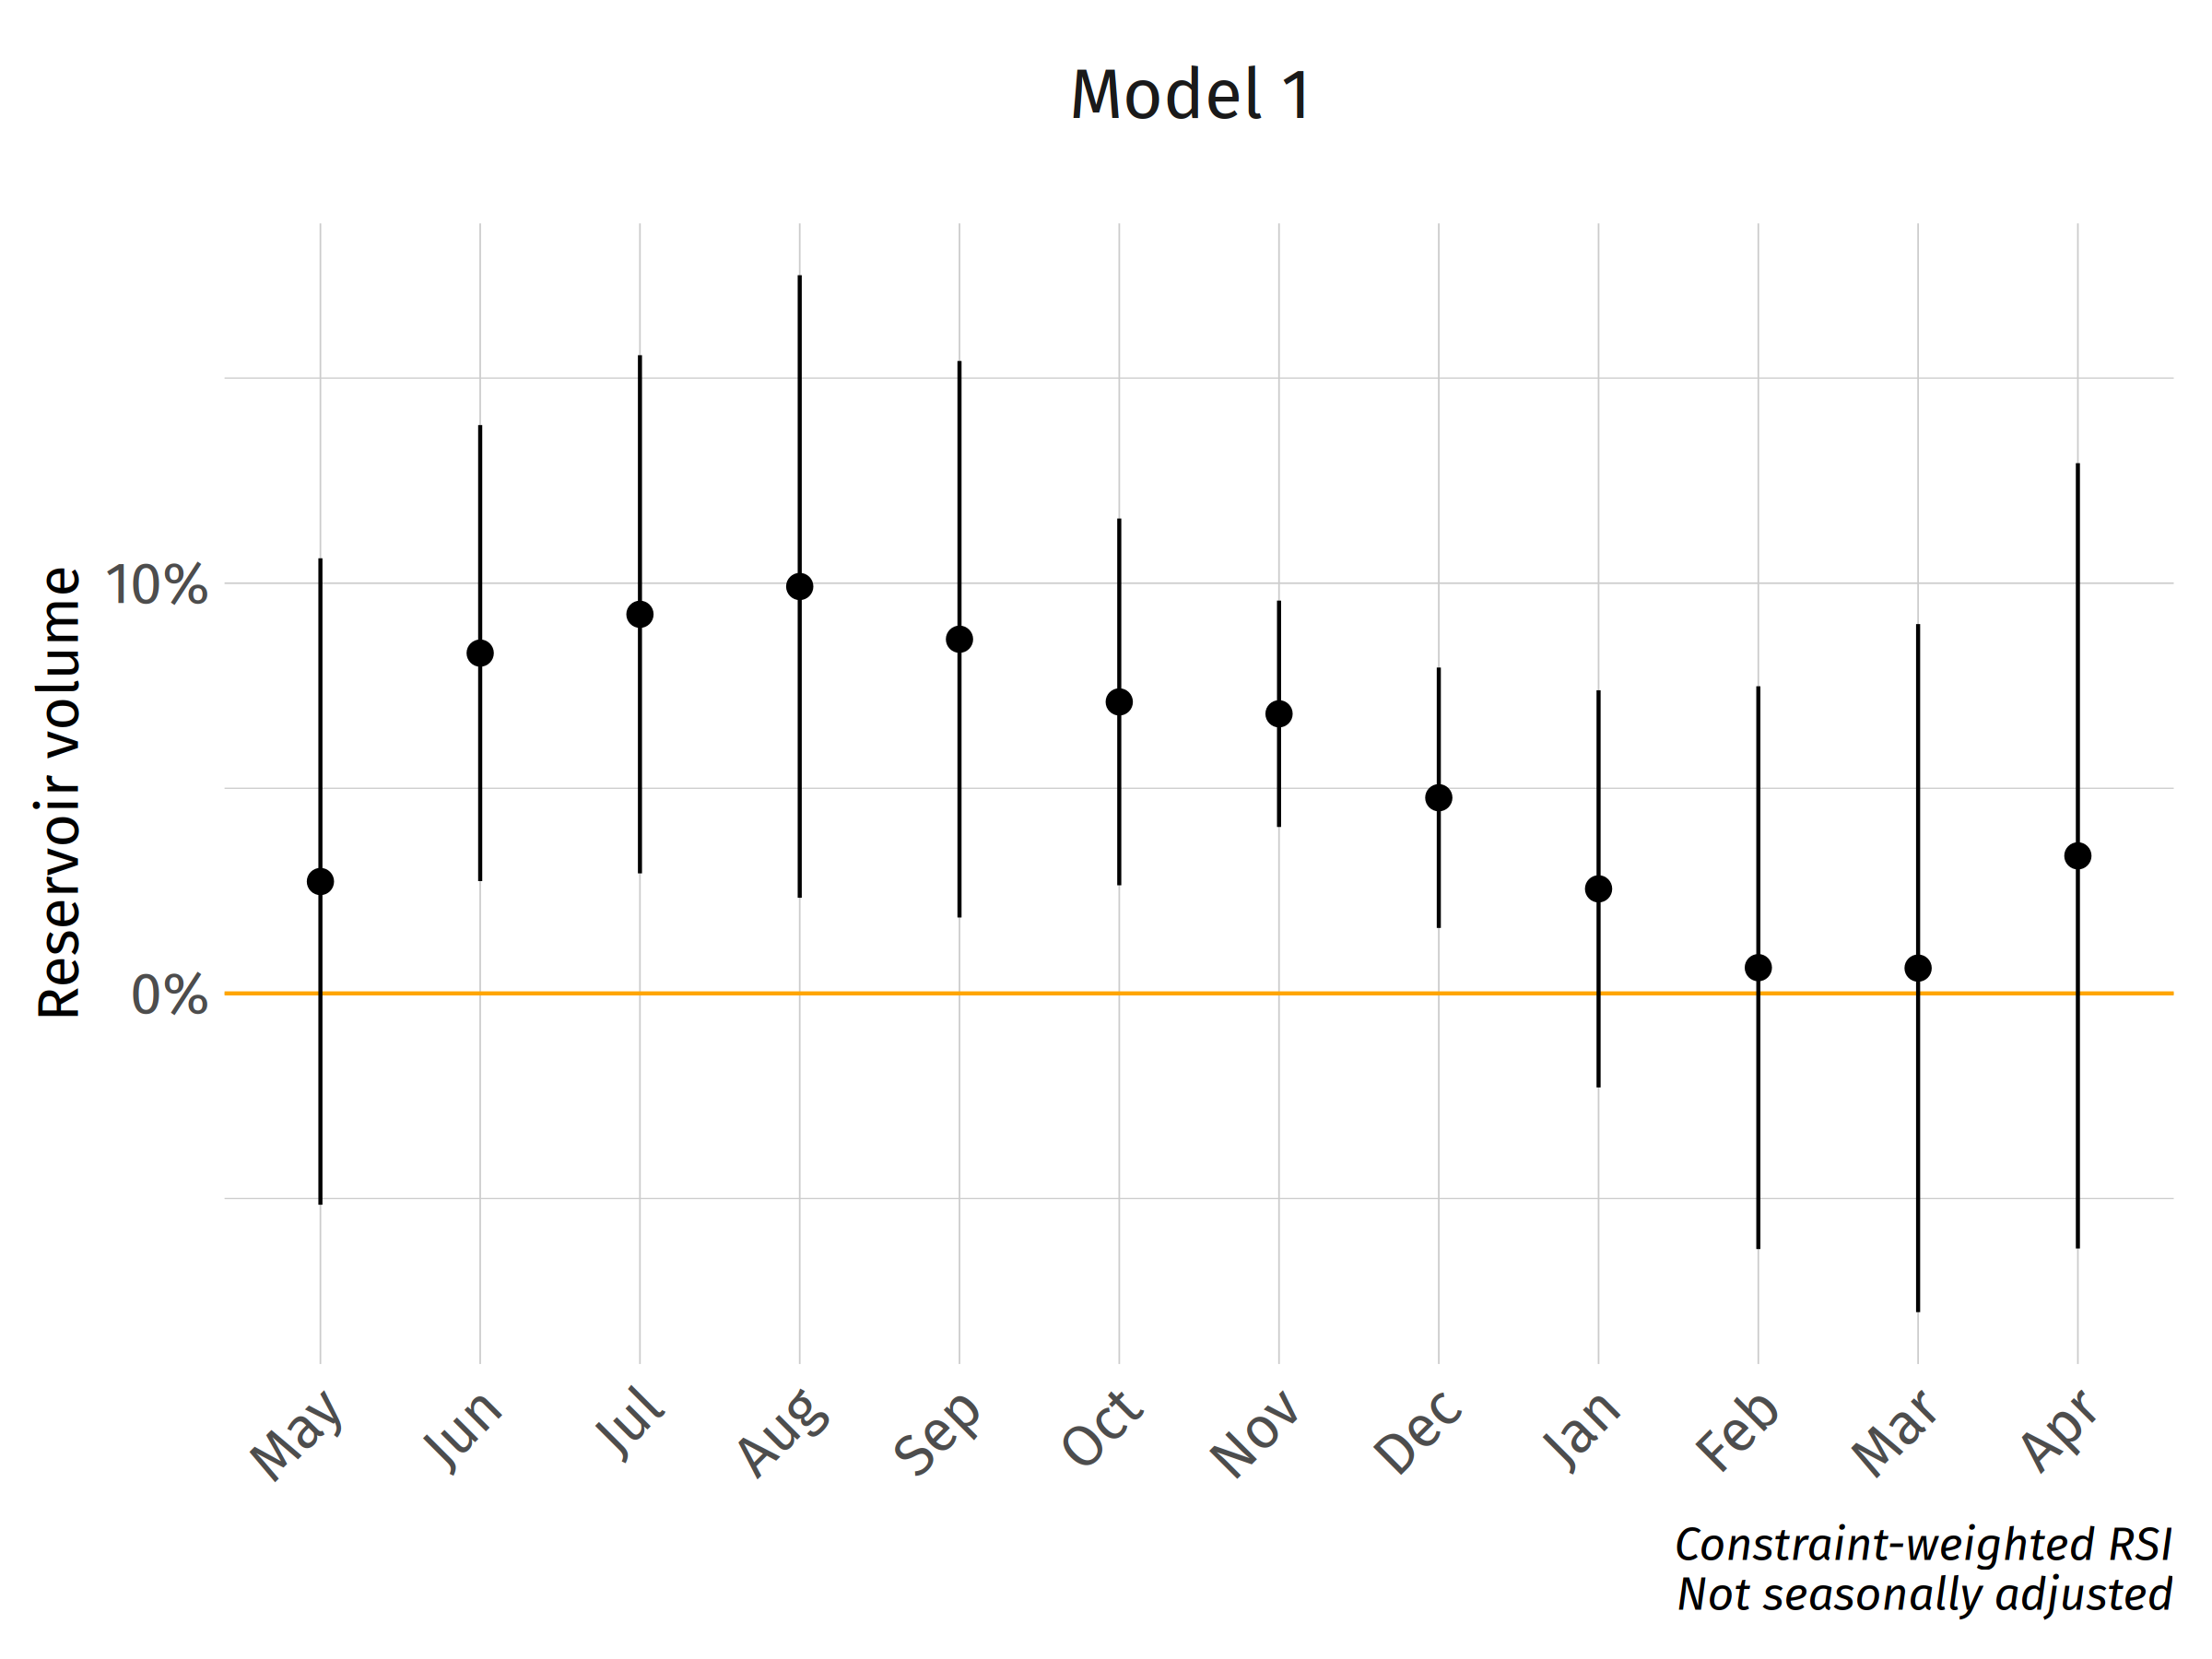 Model 1
Reservoir volume
10%
0%
May Jun Jul Aug Sep Oct Nov Dec Jan Feb Mar Apr
Constraint-weighted RSI
Not seasonally adjusted